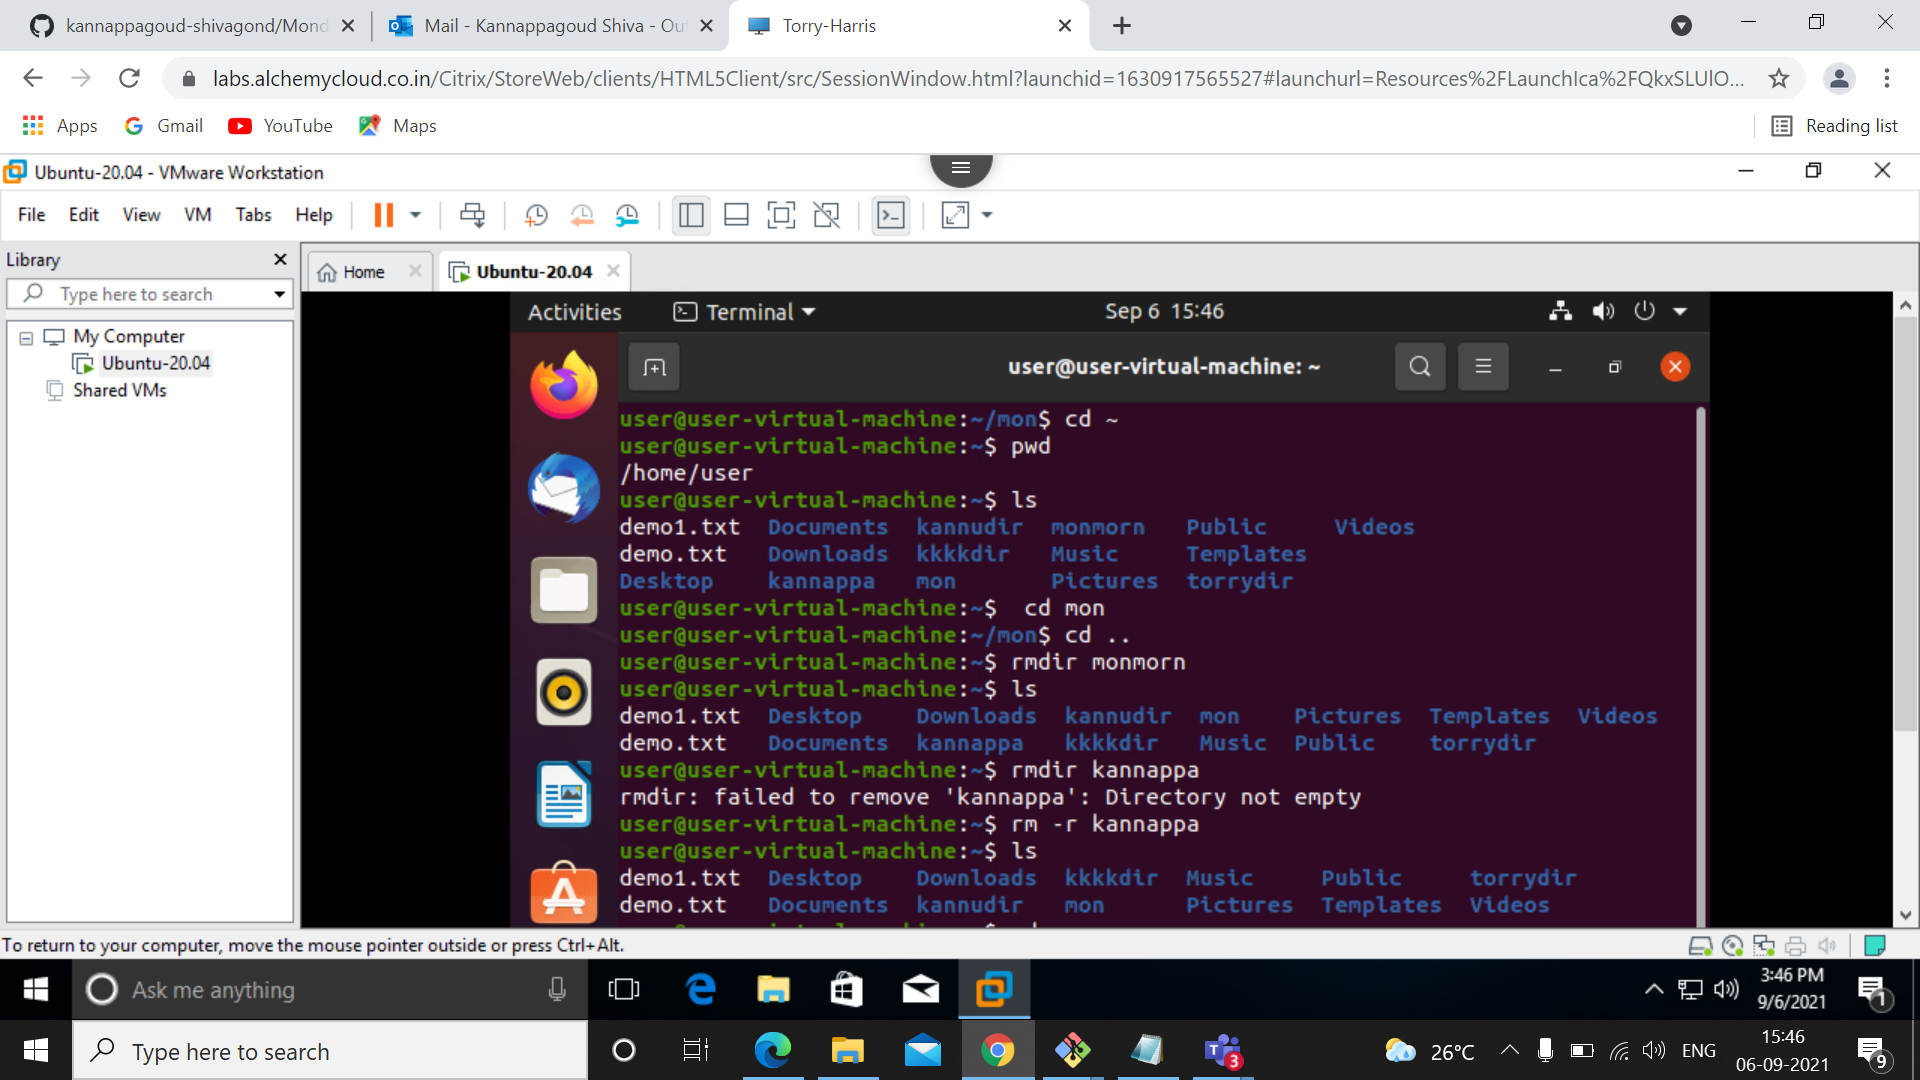 kannappagoud-shivagond/Mond
Mail - Kannappagoud Shiva - Out
Torry-Harris
labs.alchemycloud.co.in/Citrix/StoreWeb/clients/HTML5Client/src/SessionWindow.html?launchid=1630917565527#launchurl=Resources%2FLaunchIca%2FQkxSLUlO...
Apps Gmail YouTube Maps Reading list
Ubuntu-20.04 - VMware Workstation
File Edit View VM Tabs Help
Library
Type here to search
My Computer
Ubuntu-20.04
Shared VMs
Home
Ubuntu-20.04
Activities Terminal Sep 6 15:46
user@user-virtual-machine: ~
user@user-virtual-machine:~/mon$ cd ~
user@user-virtual-machine:~$ pwd
/home/user
user@user-virtual-machine:~$ ls
demo1.txt Documents kannudir monmorn Public Videos
demo.txt Downloads kkkkdir Music Templates
Desktop kannappa mon Pictures torrydir
user@user-virtual-machine:~$  cd mon
user@user-virtual-machine:~/mon$ cd ..
user@user-virtual-machine:~$ rmdir monmorn
user@user-virtual-machine:~$ ls
demo1.txt Desktop Downloads kannudir mon Pictures Templates Videos
demo.txt Documents kannappa kkkkdir Music Public torrydir
user@user-virtual-machine:~$ rmdir kannappa
rmdir: failed to remove 'kannappa': Directory not empty
user@user-virtual-machine:~$ rm -r kannappa
user@user-virtual-machine:~$ ls
demo1.txt Desktop Downloads kkkkdir Music Public torrydir
demo.txt Documents kannudir mon Pictures Templates Videos
To return to your computer, move the mouse pointer outside or press Ctrl+Alt.
Ask me anything
3:46 PM
9/6/2021
1
Type here to search
3
26°C
ENG
15:46
06-09-2021
9